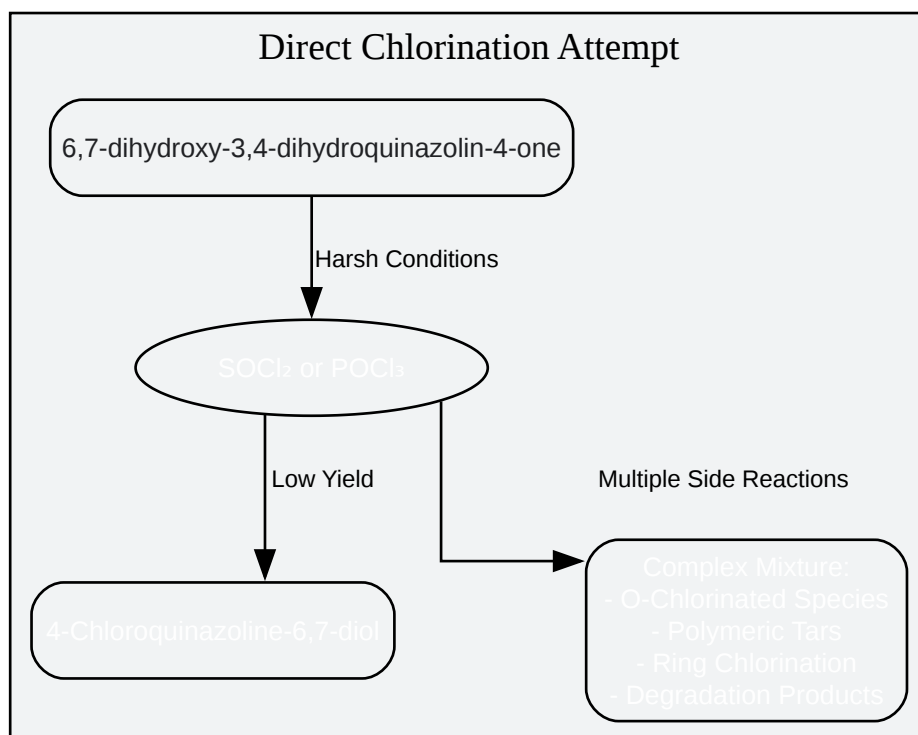 Direct Chlorination Attempt
6,7-dihydroxy-3,4-dihydroquinazolin-4-one
Harsh Conditions
SOCl₂ or POCl₃
Low Yield
Multiple Side Reactions
4-Chloroquinazoline-6,7-diol
Complex Mixture:
- O-Chlorinated Species
- Polymeric Tars
- Ring Chlorination
- Degradation Products